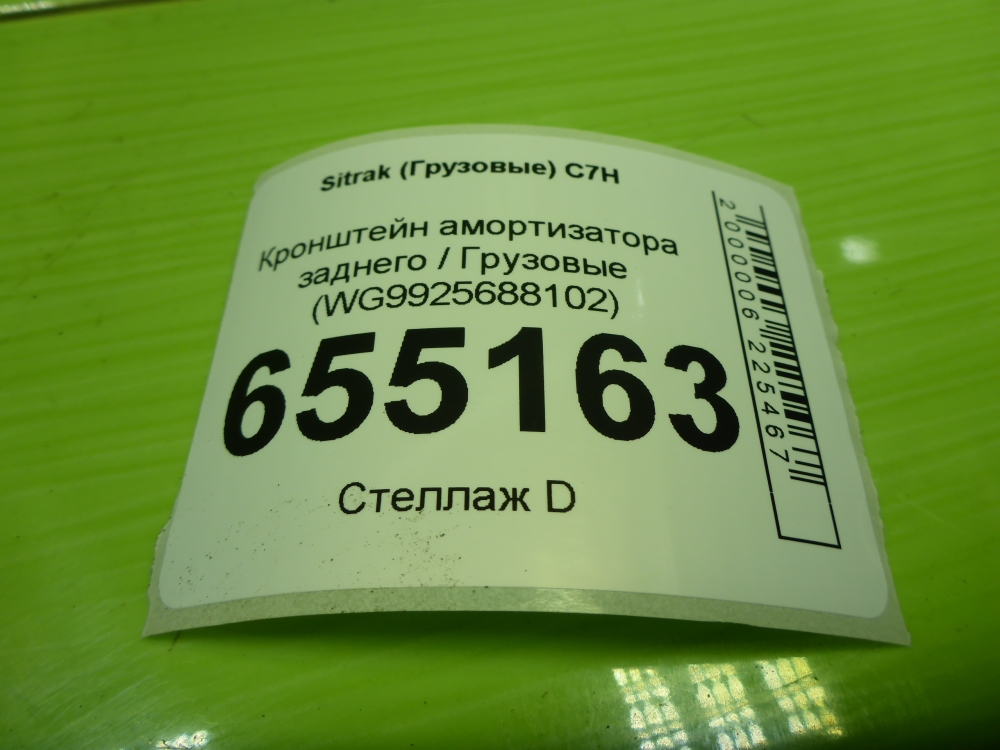 Sitrak (Грузовые) C7H
Кронштейн амортизатора
заднего / Грузовые
(WG9925688102)
655163
Стеллаж D
2000006225467